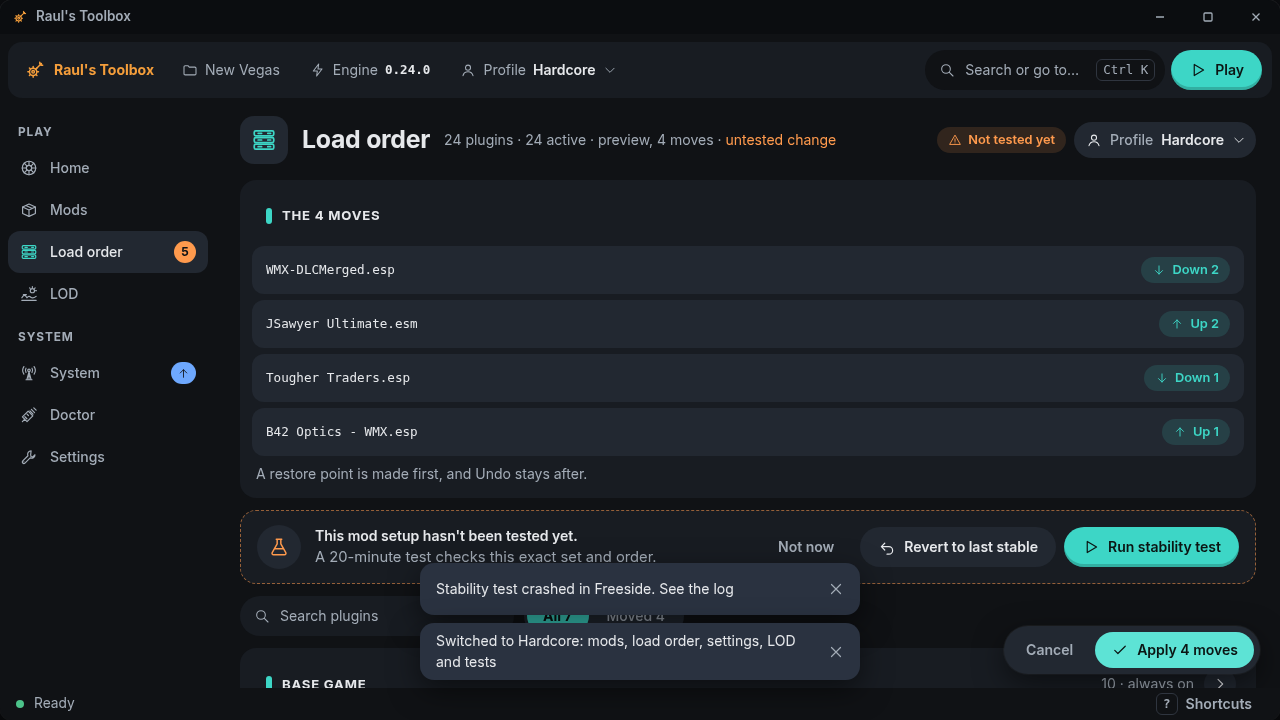 Raul's Toolbox
Raul's Toolbox
New Vegas
Engine 0.24.0
Profile Hardcore
Search or go to...
Ctrl K
Play
PLAY
Home
Mods
Load order
5
LOD
SYSTEM
System
Doctor
Settings
Load order
24 plugins · 24 active · preview, 4 moves · untested change
Not tested yet
Profile Hardcore
THE 4 MOVES
WMX-DLCMerged.esp
Down 2
JSawyer Ultimate.esm
Up 2
Tougher Traders.esp
Down 1
B42 Optics - WMX.esp
Up 1
A restore point is made first, and Undo stays after.
This mod setup hasn't been tested yet.
A 20-minute test checks this exact set and order.
Not now
Revert to last stable
Run stability test
Stability test crashed in Freeside. See the log
Search plugins
Moved 4
Switched to Hardcore: mods, load order, settings, LOD
and tests
Cancel
Apply 4 moves
BASE GAME
10 · always on
Ready
? Shortcuts